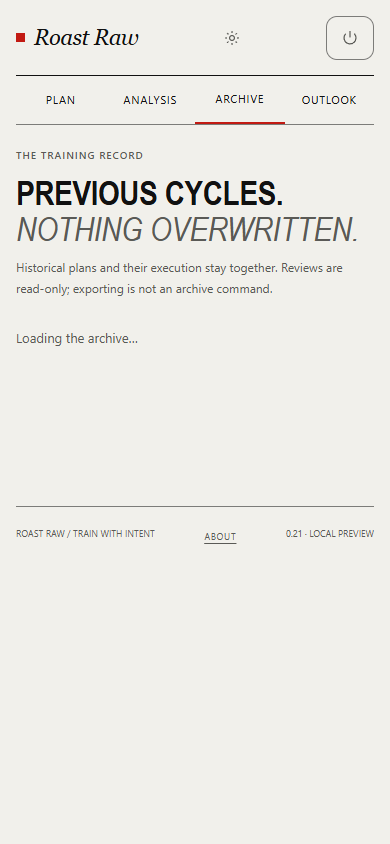 Roast Raw
PLAN
ANALYSIS
ARCHIVE
OUTLOOK
THE TRAINING RECORD
PREVIOUS CYCLES.
NOTHING OVERWRITTEN.
Historical plans and their execution stay together. Reviews are
read-only; exporting is not an archive command.
Loading the archive...
ROAST RAW / TRAIN WITH INTENT
ABOUT
0.21 · LOCAL PREVIEW